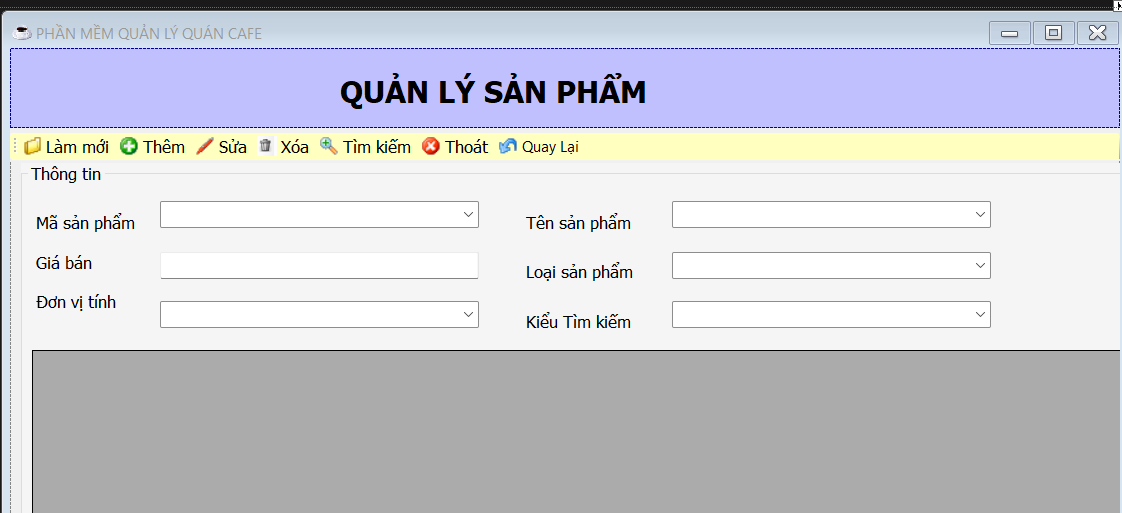 PHẦN MỀM QUẢN LÝ QUÁN CAFE
QUẢN LÝ SẢN PHẨM
Làm mới Thêm Sửa Xóa Tìm kiếm Thoát Quay Lại
Thông tin
Mã sản phẩm Tên sản phẩm
Giá bán Loại sản phẩm
Đơn vị tính Kiểu Tìm kiếm